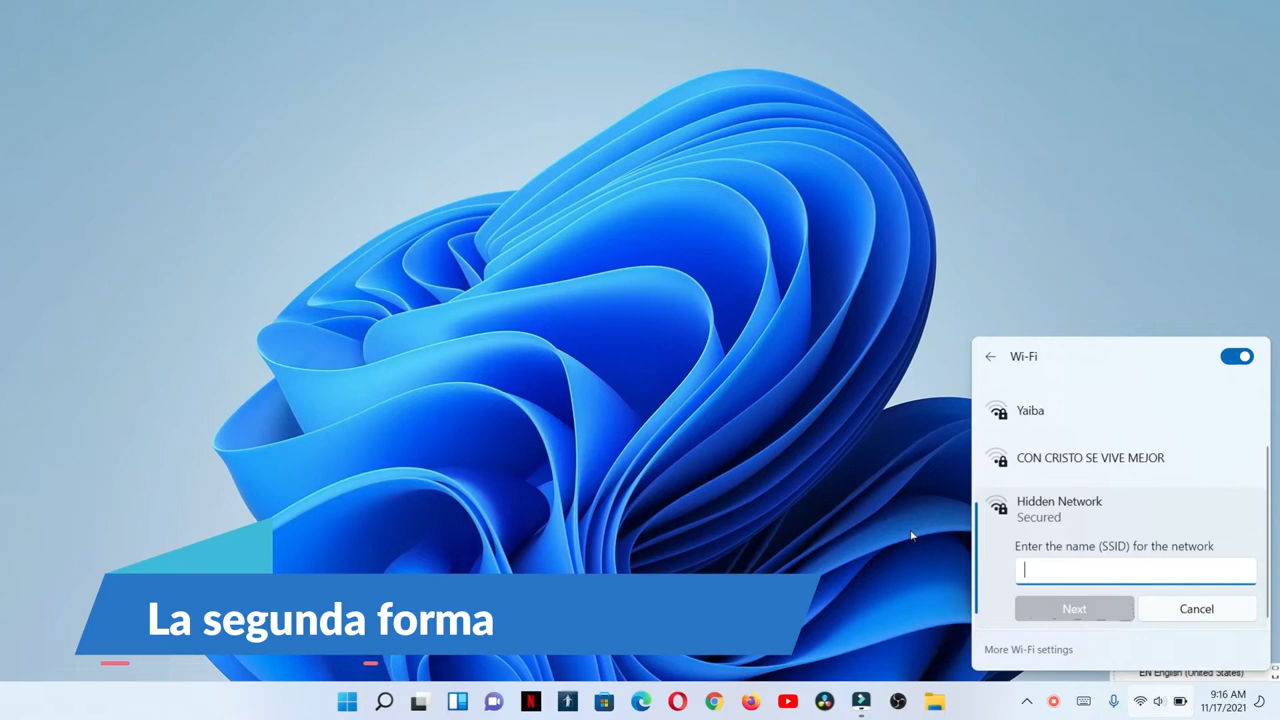 Wi-Fi
Yaiba
CON CRISTO SE VIVE MEJOR
Hidden Network
Secured
Enter the name (SSID) for the network
Next
Cancel
More Wi-Fi settings
EN English (United States)
La segunda forma
9:16 AM
11/17/2021